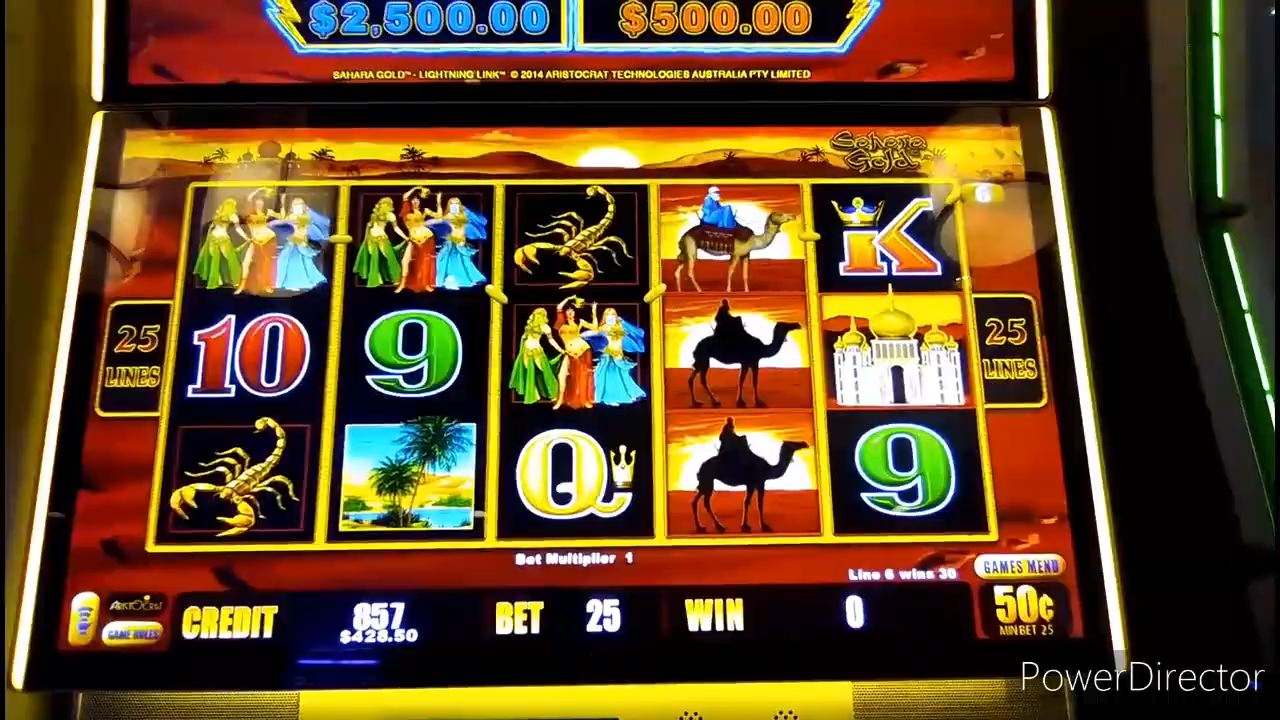 $2,500.00 $500.00
SAHARA GOLD™ - LIGHTNING LINK™ © 2014 ARISTOCRAT TECHNOLOGIES AUSTRALIA PTY LIMITED
Sahara
Gold
K
10 9
25
LINES
25
LINES
Q 9
Bet Multiplier 1
Line 6 wins 30
GAMES MENU
ARISTOCRAT
GAME RULES
CREDIT 857 BET 25 WIN 0 50¢
$428.50
MIN BET 25
PowerDirector